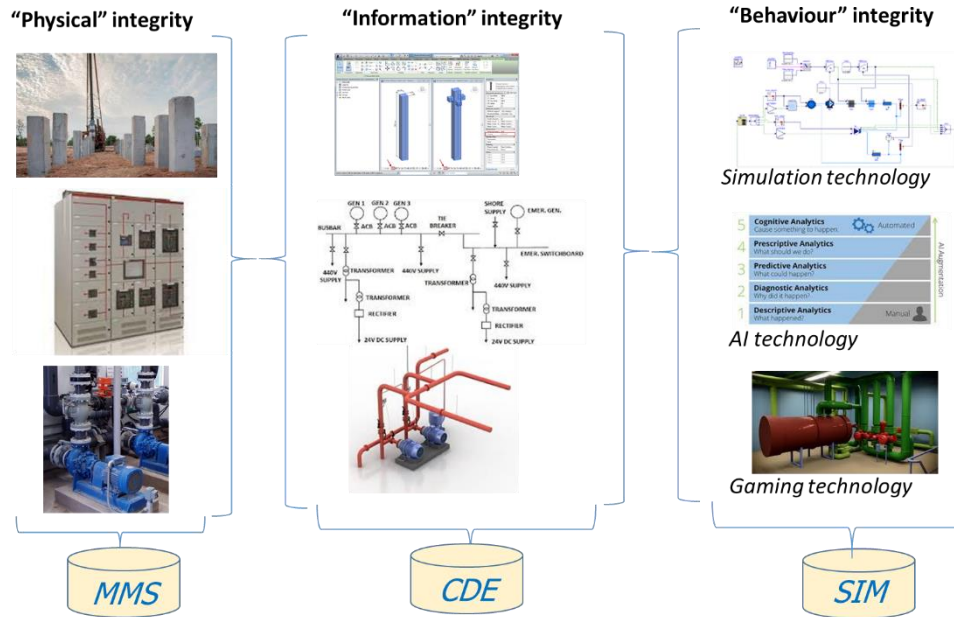 “Physical” integrity
“Information” integrity
“Behaviour” integrity
GEN 1
GEN 2
GEN 3
TIE
BREAKER
SHORE
SUPPLY
EMER. GEN.
BUSBAR
ACB
ACB
ACB
EMER. SWITCHBOARD
440V
SUPPLY
TRANSFORMER
440V SUPPLY
TRANSFORMER
440V SUPPLY
TRANSFORMER
RECTIFIER
TRANSFORMER
RECTIFIER
24V DC SUPPLY
24V DC SUPPLY
Simulation technology
5 Cognitive Analytics
Cause something to happen.
Automated
4 Prescriptive Analytics
What should we do?
3 Predictive Analytics
What could happen?
2 Diagnostic Analytics
Why did it happen?
1 Descriptive Analytics
What happened?
Manual
AI Augmentation
AI technology
Gaming technology
MMS
CDE
SIM